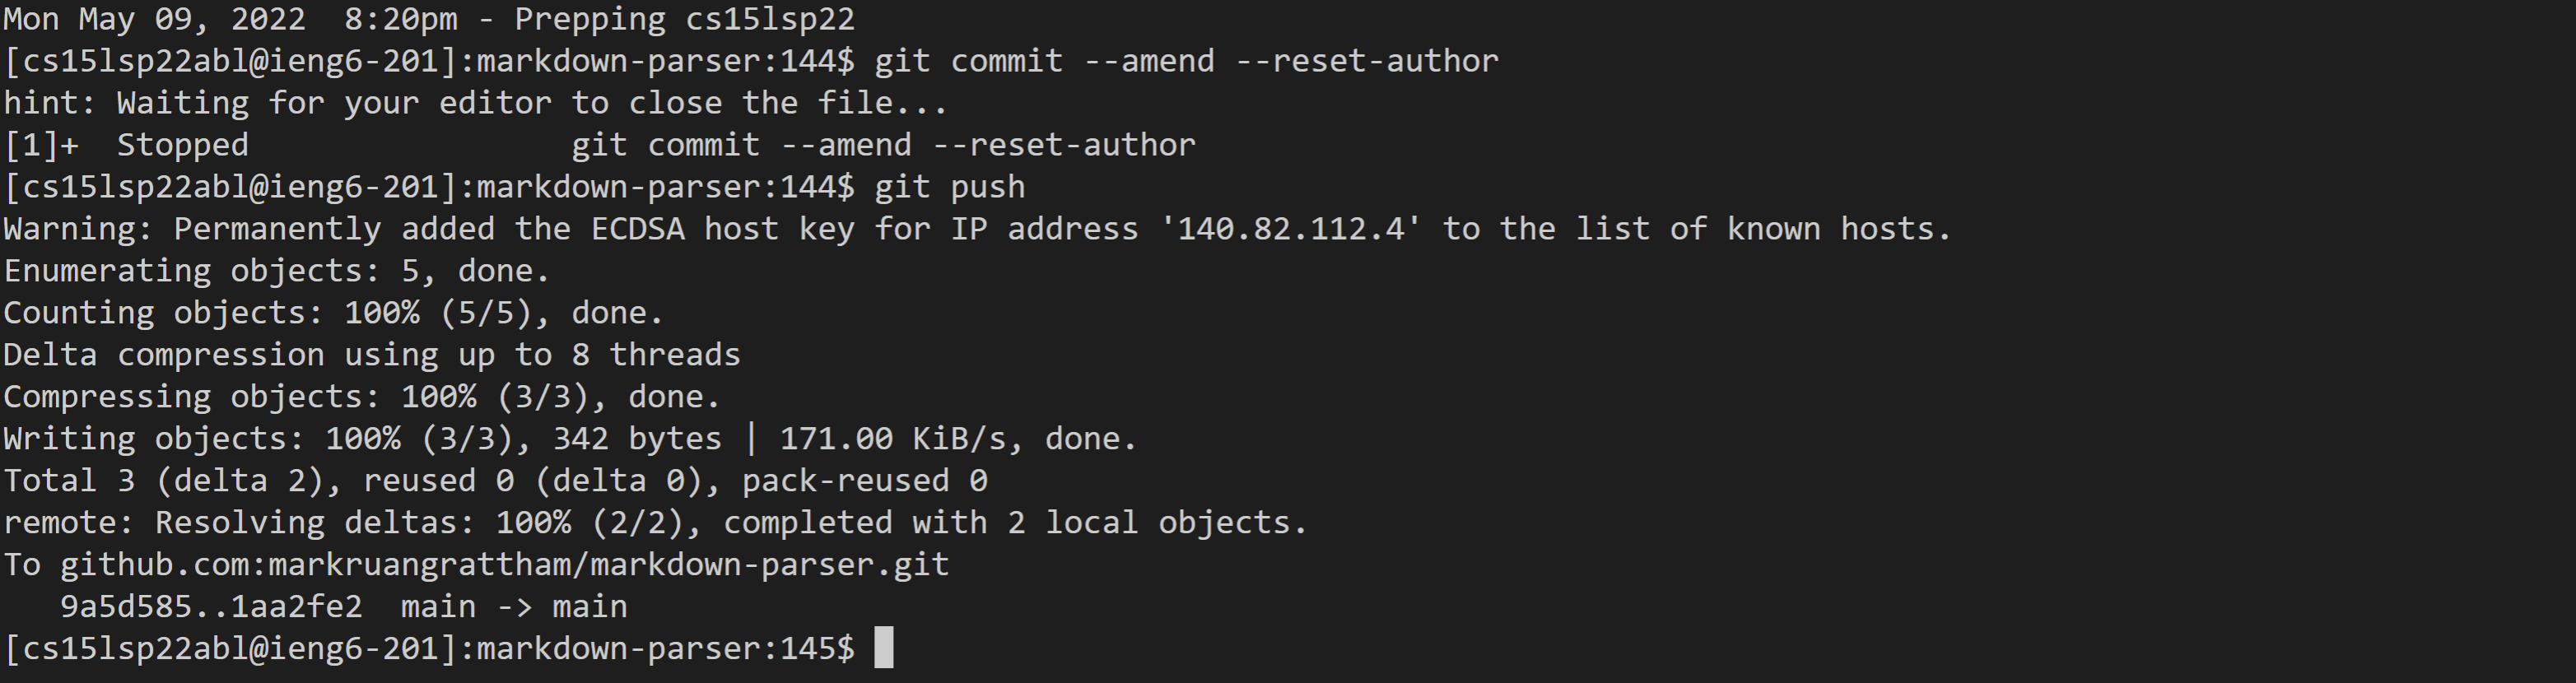 Mon May 09, 2022  8:20pm - Prepping cs15lsp22
[cs15lsp22abl@ieng6-201]:markdown-parser:144$ git commit --amend --reset-author
hint: Waiting for your editor to close the file...
[1]+  Stopped                 git commit --amend --reset-author
[cs15lsp22abl@ieng6-201]:markdown-parser:144$ git push
Warning: Permanently added the ECDSA host key for IP address '140.82.112.4' to the list of known hosts.
Enumerating objects: 5, done.
Counting objects: 100% (5/5), done.
Delta compression using up to 8 threads
Compressing objects: 100% (3/3), done.
Writing objects: 100% (3/3), 342 bytes | 171.00 KiB/s, done.
Total 3 (delta 2), reused 0 (delta 0), pack-reused 0
remote: Resolving deltas: 100% (2/2), completed with 2 local objects.
To github.com:markruangrattham/markdown-parser.git
   9a5d585..1aa2fe2  main -> main
[cs15lsp22abl@ieng6-201]:markdown-parser:145$